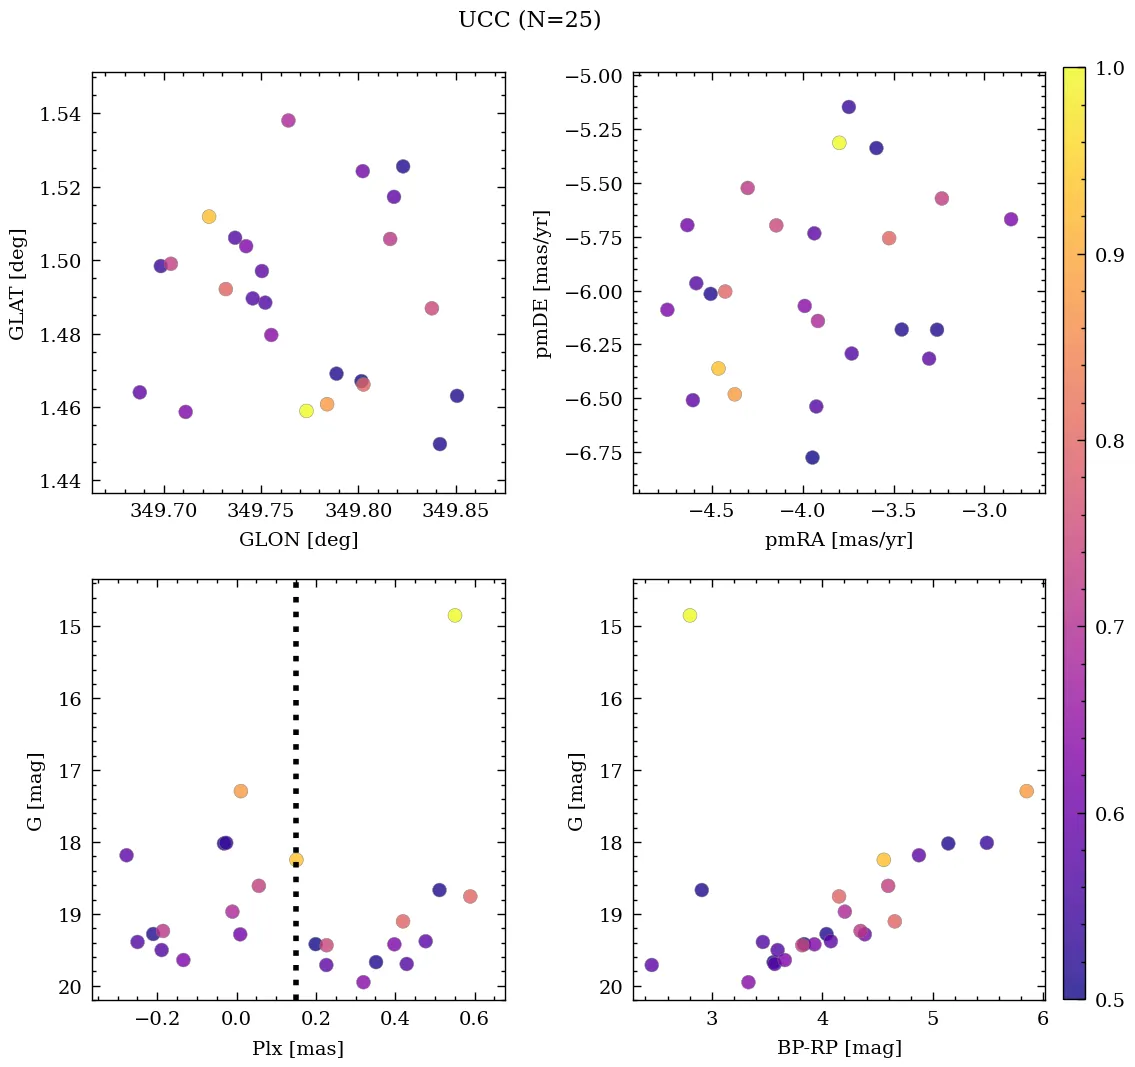 UCC (N=25)
1.54
1.52
1.50
1.48
1.46
1.44
GLAT [deg]
349.70 349.75 349.80 349.85
GLON [deg]
−5.00
−5.25
−5.50
−5.75
−6.00
−6.25
−6.50
−6.75
pmDE [mas/yr]
−4.5 −4.0 −3.5 −3.0
pmRA [mas/yr]
15
16
17
18
19
20
G [mag]
−0.2 0.0 0.2 0.4 0.6
Plx [mas]
15
16
17
18
19
20
G [mag]
3 4 5 6
BP-RP [mag]
1.0
0.9
0.8
0.7
0.6
0.5